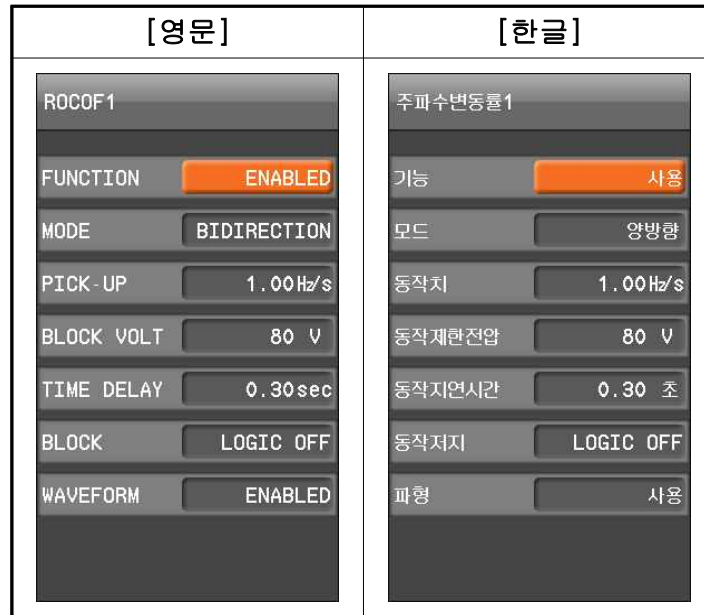 [영문]
[한글]
ROCOF1
FUNCTION ENABLED
MODE BIDIRECTION
PICK-UP 1.00Hz/s
BLOCK VOLT 80 V
TIME DELAY 0.30sec
BLOCK LOGIC OFF
WAVEFORM ENABLED
주파수변동률1
기능 사용
모드 양방향
동작치 1.00Hz/s
동작제한전압 80 V
동작지연시간 0.30 초
동작저지 LOGIC OFF
파형 사용